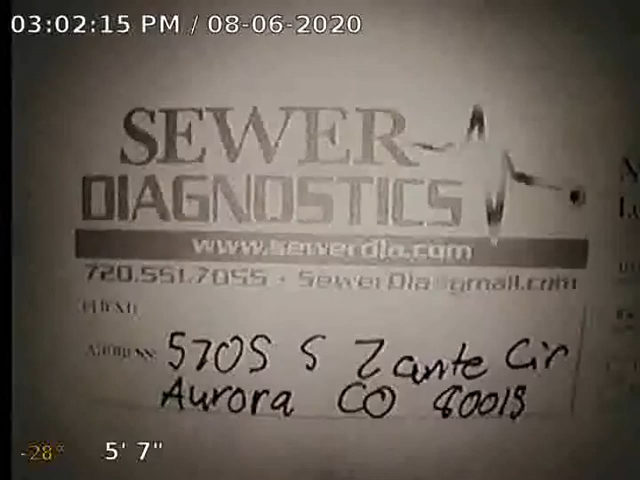 03:02:15 PM / 08-06-2020
SEWER
DIAGNOSTICS
www.sewerdia.com
720.551.7055 - SewerDia@gmail.com
CLIENT:
ADDRESS: 5705 S Zante Cir
Aurora CO 80015
-28° 5' 7"